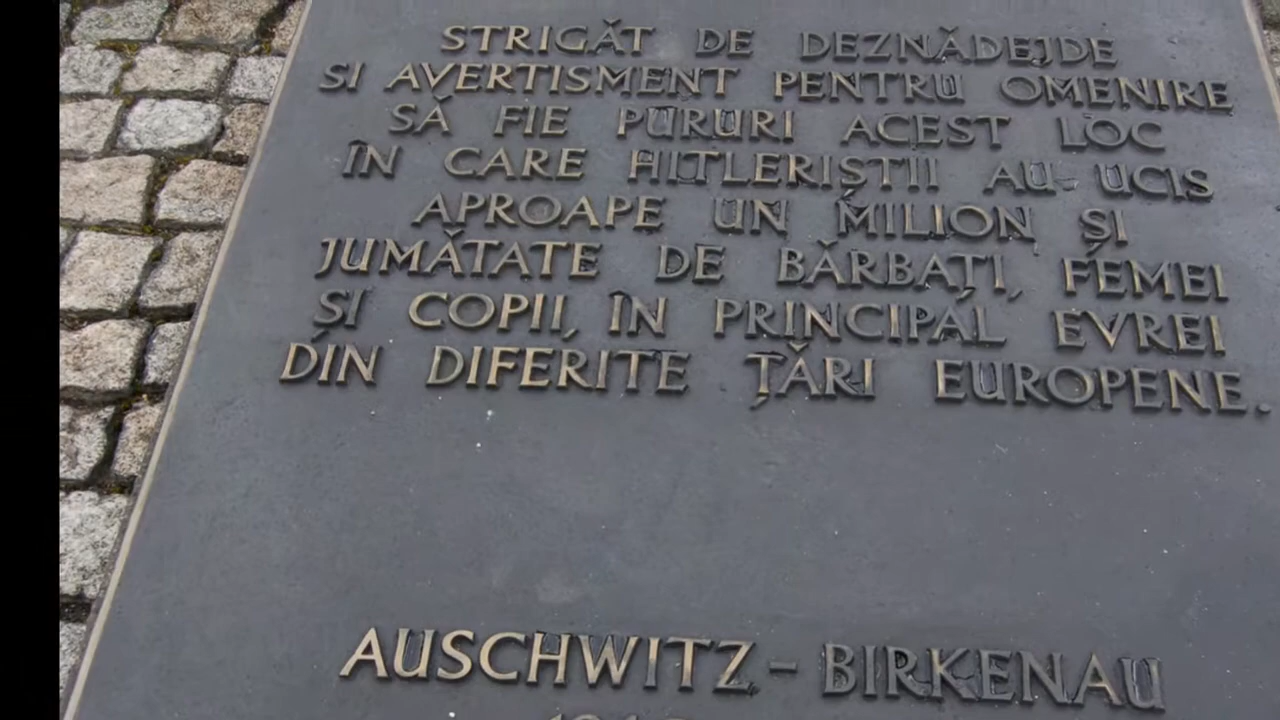 STRIGĂT DE DEZNĂDEJDE
SI AVERTISMENT PENTRU OMENIRE
SĂ FIE PURURI ACEST LOC
ÎN CARE HITLERIȘTII AU UCIS
APROAPE UN MILION ȘI
JUMĂTATE DE BĂRBAȚI, FEMEI
ȘI COPII, ÎN PRINCIPAL EVREI
DIN DIFERITE ȚĂRI EUROPENE.
AUSCHWITZ - BIRKENAU